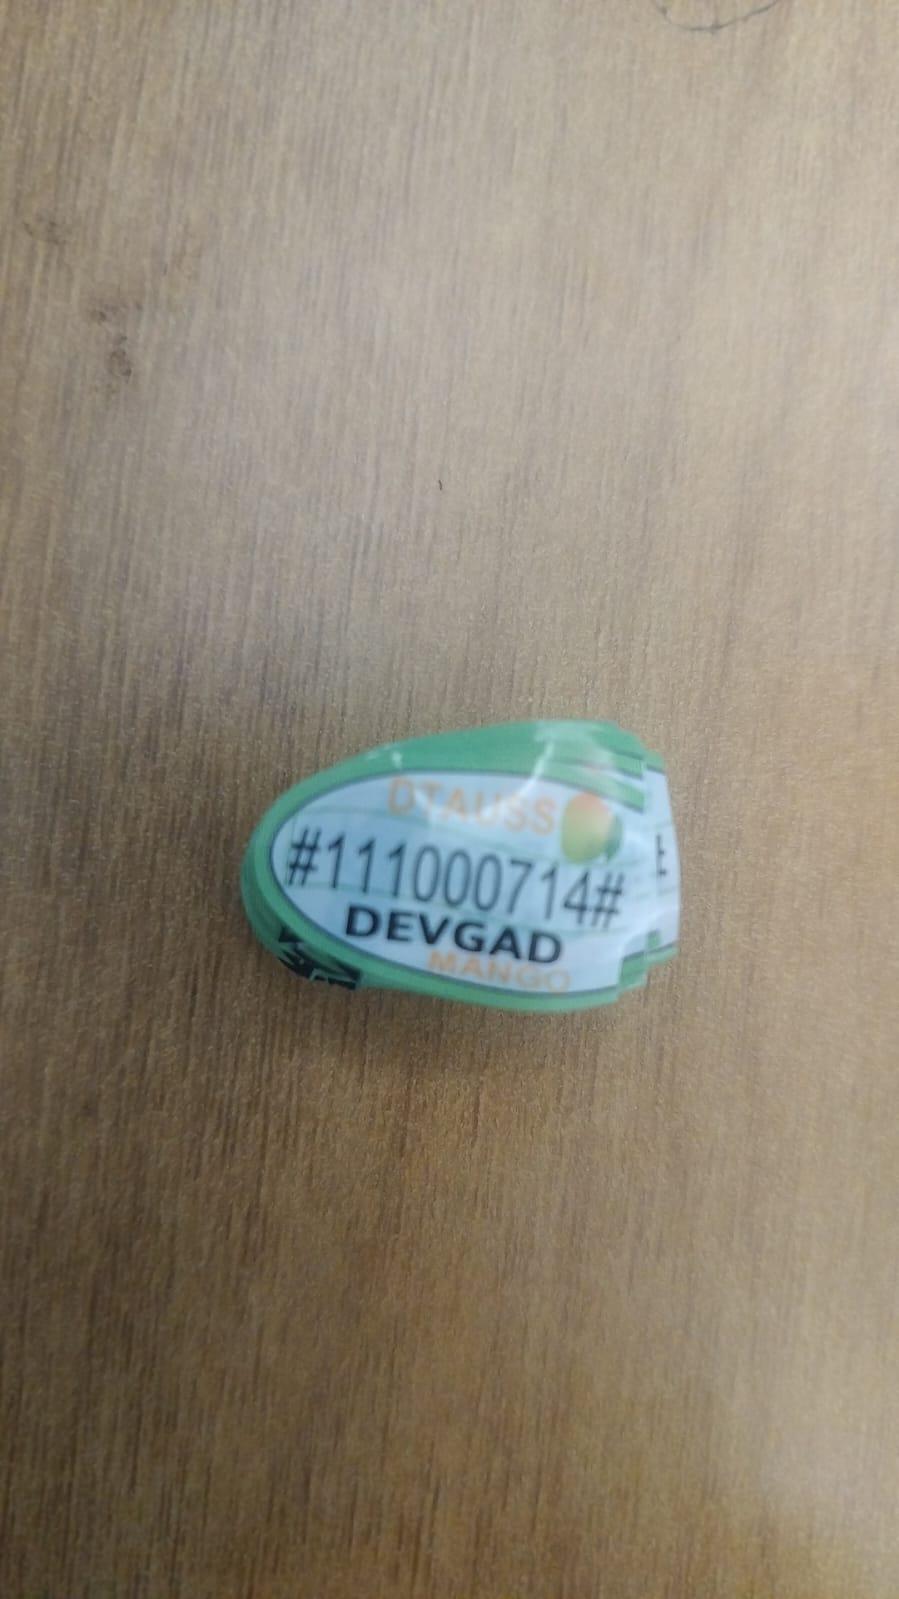 DTAUSS
#111000714#
DEVGAD
MANGO